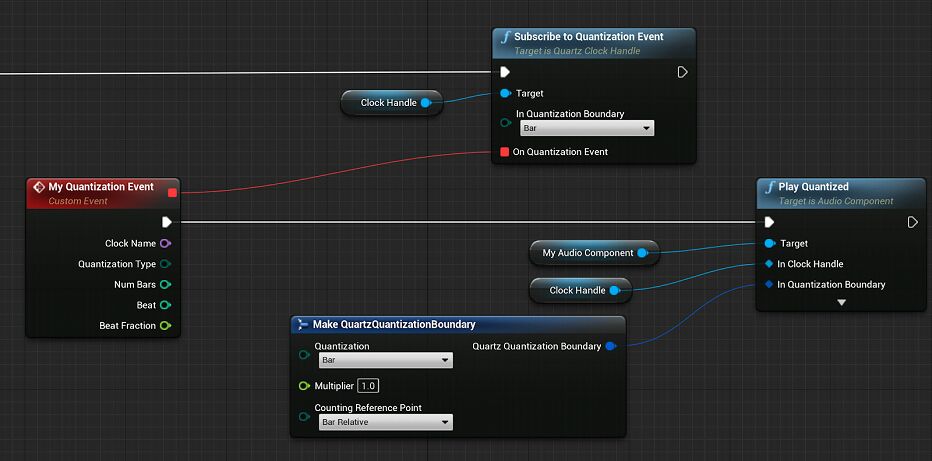 Subscribe to Quantization Event
Target is Quartz Clock Handle
Clock Handle
Target
In Quantization Boundary
Bar
On Quantization Event
My Quantization Event
Custom Event
Clock Name
Quantization Type
Num Bars
Beat
Beat Fraction
Play Quantized
Target is Audio Component
My Audio Component
Target
Clock Handle
In Clock Handle
In Quantization Boundary
Make QuartzQuantizationBoundary
Quantization
Bar
Quartz Quantization Boundary
Multiplier 1.0
Counting Reference Point
Bar Relative